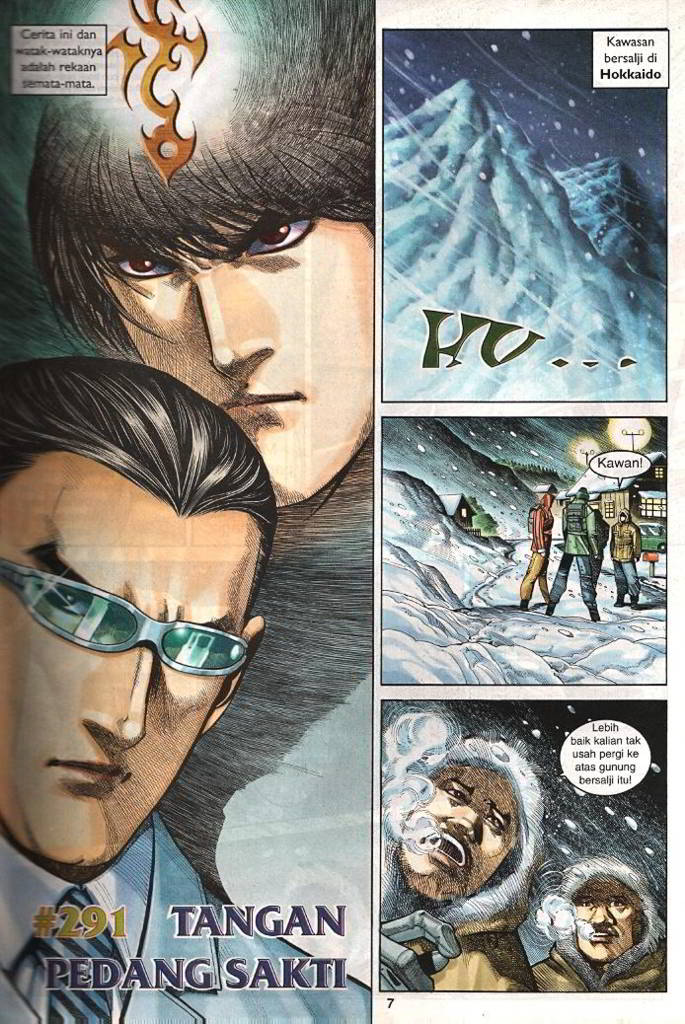 Cerita ini dan
watak-wataknya
adalah rekaan
semata-mata.
#291 TANGAN
PEDANG SAKTI
Kawasan
bersalji di
Hokkaido
KU...
Kawan!
Lebih
baik kalian tak
usah pergi ke
atas gunung
bersalji itu!
7